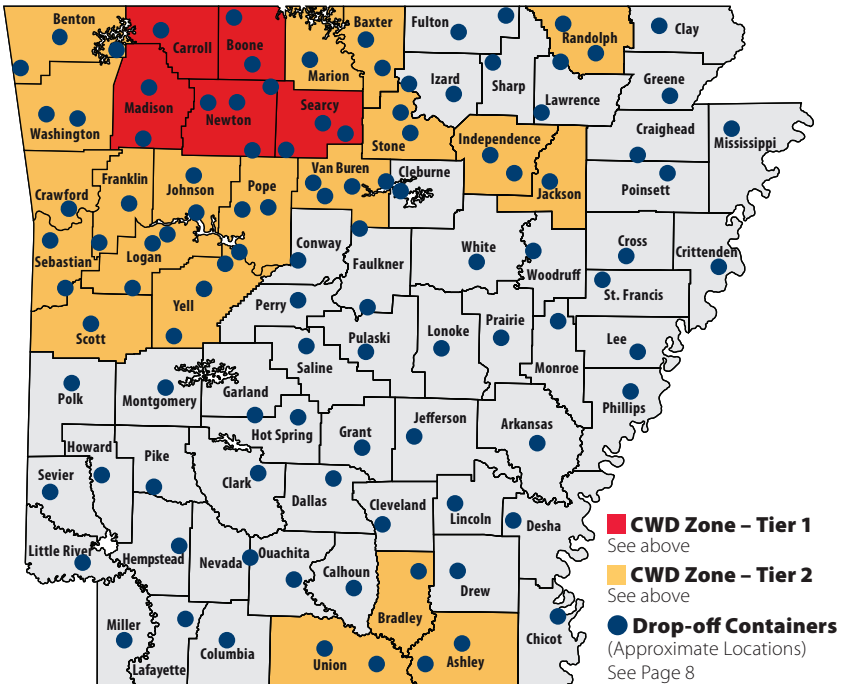 Benton
Carroll
Boone
Baxter
Fulton
Randolph
Clay
Marion
Izard
Sharp
Greene
Madison
Newton
Searcy
Lawrence
Washington
Stone
Independence
Craighead
Mississippi
Crawford
Franklin
Johnson
Pope
Van Buren
Cleburne
Jackson
Poinsett
Sebastian
Logan
Conway
Faulkner
White
Woodruff
Cross
Crittenden
Yell
Perry
St. Francis
Scott
Pulaski
Lonoke
Prairie
Lee
Saline
Monroe
Polk
Montgomery
Garland
Phillips
Hot Spring
Grant
Jefferson
Arkansas
Howard
Pike
Sevier
Clark
Dallas
Cleveland
Lincoln
Desha
Little River
Hempstead
Nevada
Ouachita
Calhoun
Drew
Bradley
Miller
Lafayette
Columbia
Union
Ashley
Chicot
CWD Zone – Tier 1
See above
CWD Zone – Tier 2
See above
Drop-off Containers
(Approximate Locations)
See Page 8